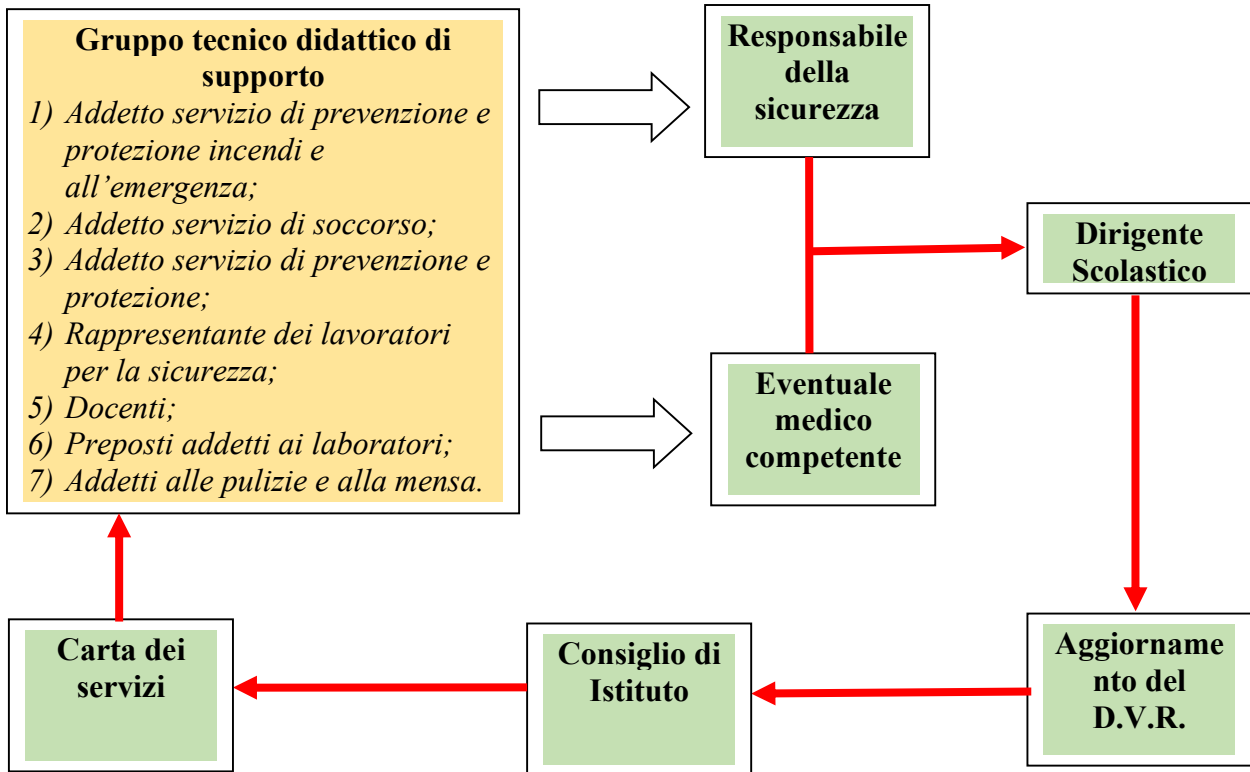 Gruppo tecnico didattico di
supporto
1) Addetto servizio di prevenzione e
protezione incendi e
all’emergenza;
2) Addetto servizio di soccorso;
3) Addetto servizio di prevenzione e
protezione;
4) Rappresentante dei lavoratori
per la sicurezza;
5) Docenti;
6) Preposti addetti ai laboratori;
7) Addetti alle pulizie e alla mensa.
Responsabile
della
sicurezza
Eventuale
medico
competente
Dirigente
Scolastico
Aggiorname
nto del
D.V.R.
Consiglio di
Istituto
Carta dei
servizi